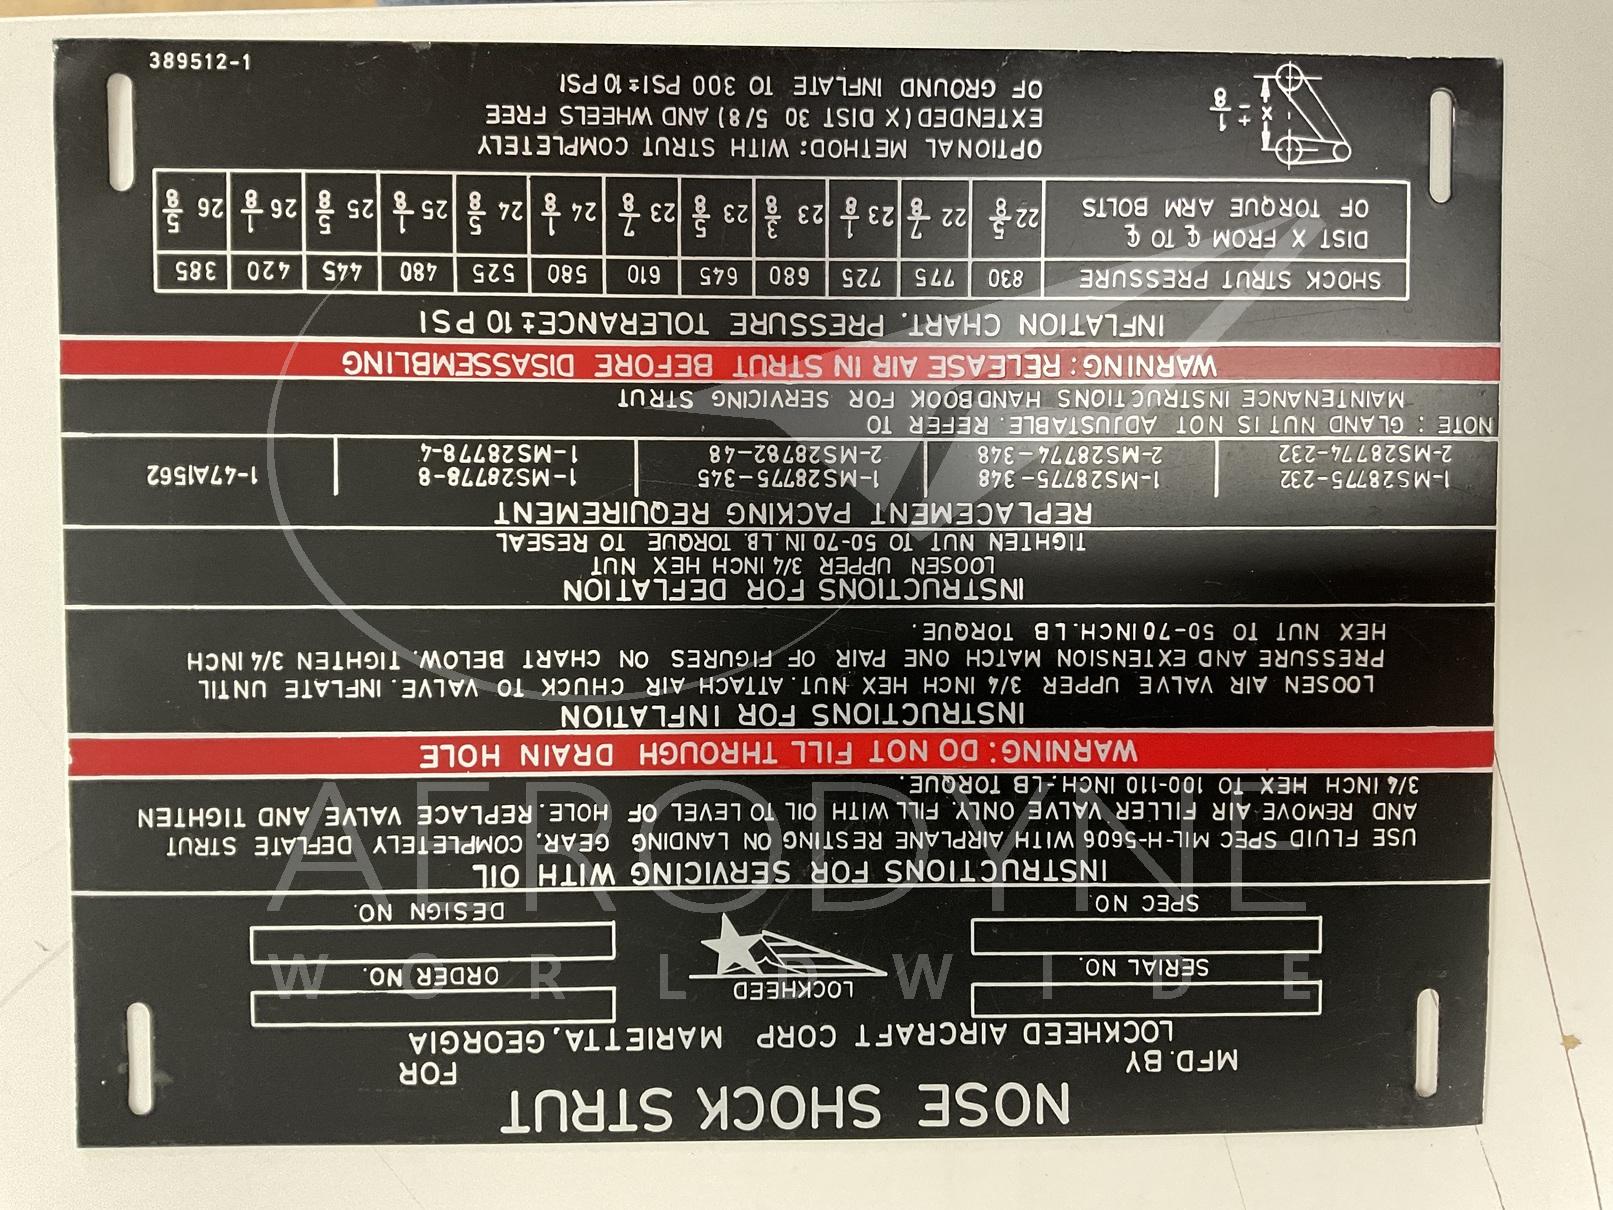 NOSE SHOCK STRUT
MFD. BY FOR
LOCKHEED AIRCRAFT CORP MARIETTA, GEORGIA
SERIAL NO. LOCKHEED ORDER NO.
SPEC NO. DESIGN NO.
INSTRUCTIONS FOR SERVICING WITH OIL
USE FLUID SPEC MIL-H-5606 WITH AIRPLANE RESTING ON LANDING GEAR. COMPLETELY DEFLATE STRUT
AND REMOVE AIR FILLER VALVE ONLY. FILL WITH OIL TO LEVEL OF HOLE. REPLACE VALVE AND TIGHTEN
3/4 INCH HEX TO 100-110 INCH.-LB TORQUE.
WARNING: DO NOT FILL THROUGH DRAIN HOLE
INSTRUCTIONS FOR INFLATION
LOOSEN AIR VALVE UPPER 3/4 INCH HEX NUT. ATTACH AIR CHUCK TO VALVE. INFLATE UNTIL
PRESSURE AND EXTENSION MATCH ONE PAIR OF FIGURES ON CHART BELOW. TIGHTEN 3/4 INCH
HEX NUT TO 50-70 INCH. LB TORQUE.
INSTRUCTIONS FOR DEFLATION
LOOSEN UPPER 3/4 INCH HEX NUT
TIGHTEN NUT TO 50-70 IN. LB. TORQUE TO RESEAL
REPLACEMENT PACKING REQUIREMENT
1-MS28775-232 1-MS28775-348 1-MS28775-345 1-MS28778-8 1-47A1562
2-MS28774-232 2-MS28774-348 2-MS28782-48 1-MS28778-4
NOTE: GLAND NUT IS NOT ADJUSTABLE. REFER TO
MAINTENANCE INSTRUCTIONS HANDBOOK FOR SERVICING STRUT
WARNING: RELEASE AIR IN STRUT BEFORE DISASSEMBLING
INFLATION CHART. PRESSURE TOLERANCE ± 10 PSI
SHOCK STRUT PRESSURE 830 775 725 680 645 610 580 525 480 445 420 385
DIST X FROM ℄ TO ℄
OF TORQUE ARM BOLTS 22 5/8 22 7/8 23 1/8 23 3/8 23 5/8 23 7/8 24 1/8 24 5/8 25 1/8 25 5/8 26 1/8 26 5/8
X ± 1/8
OPTIONAL METHOD: WITH STRUT COMPLETELY
EXTENDED (X DIST 30 5/8) AND WHEELS FREE
OF GROUND INFLATE TO 300 PSI ± 10 PSI
389512-1
AERODYNE
WORLDWIDE